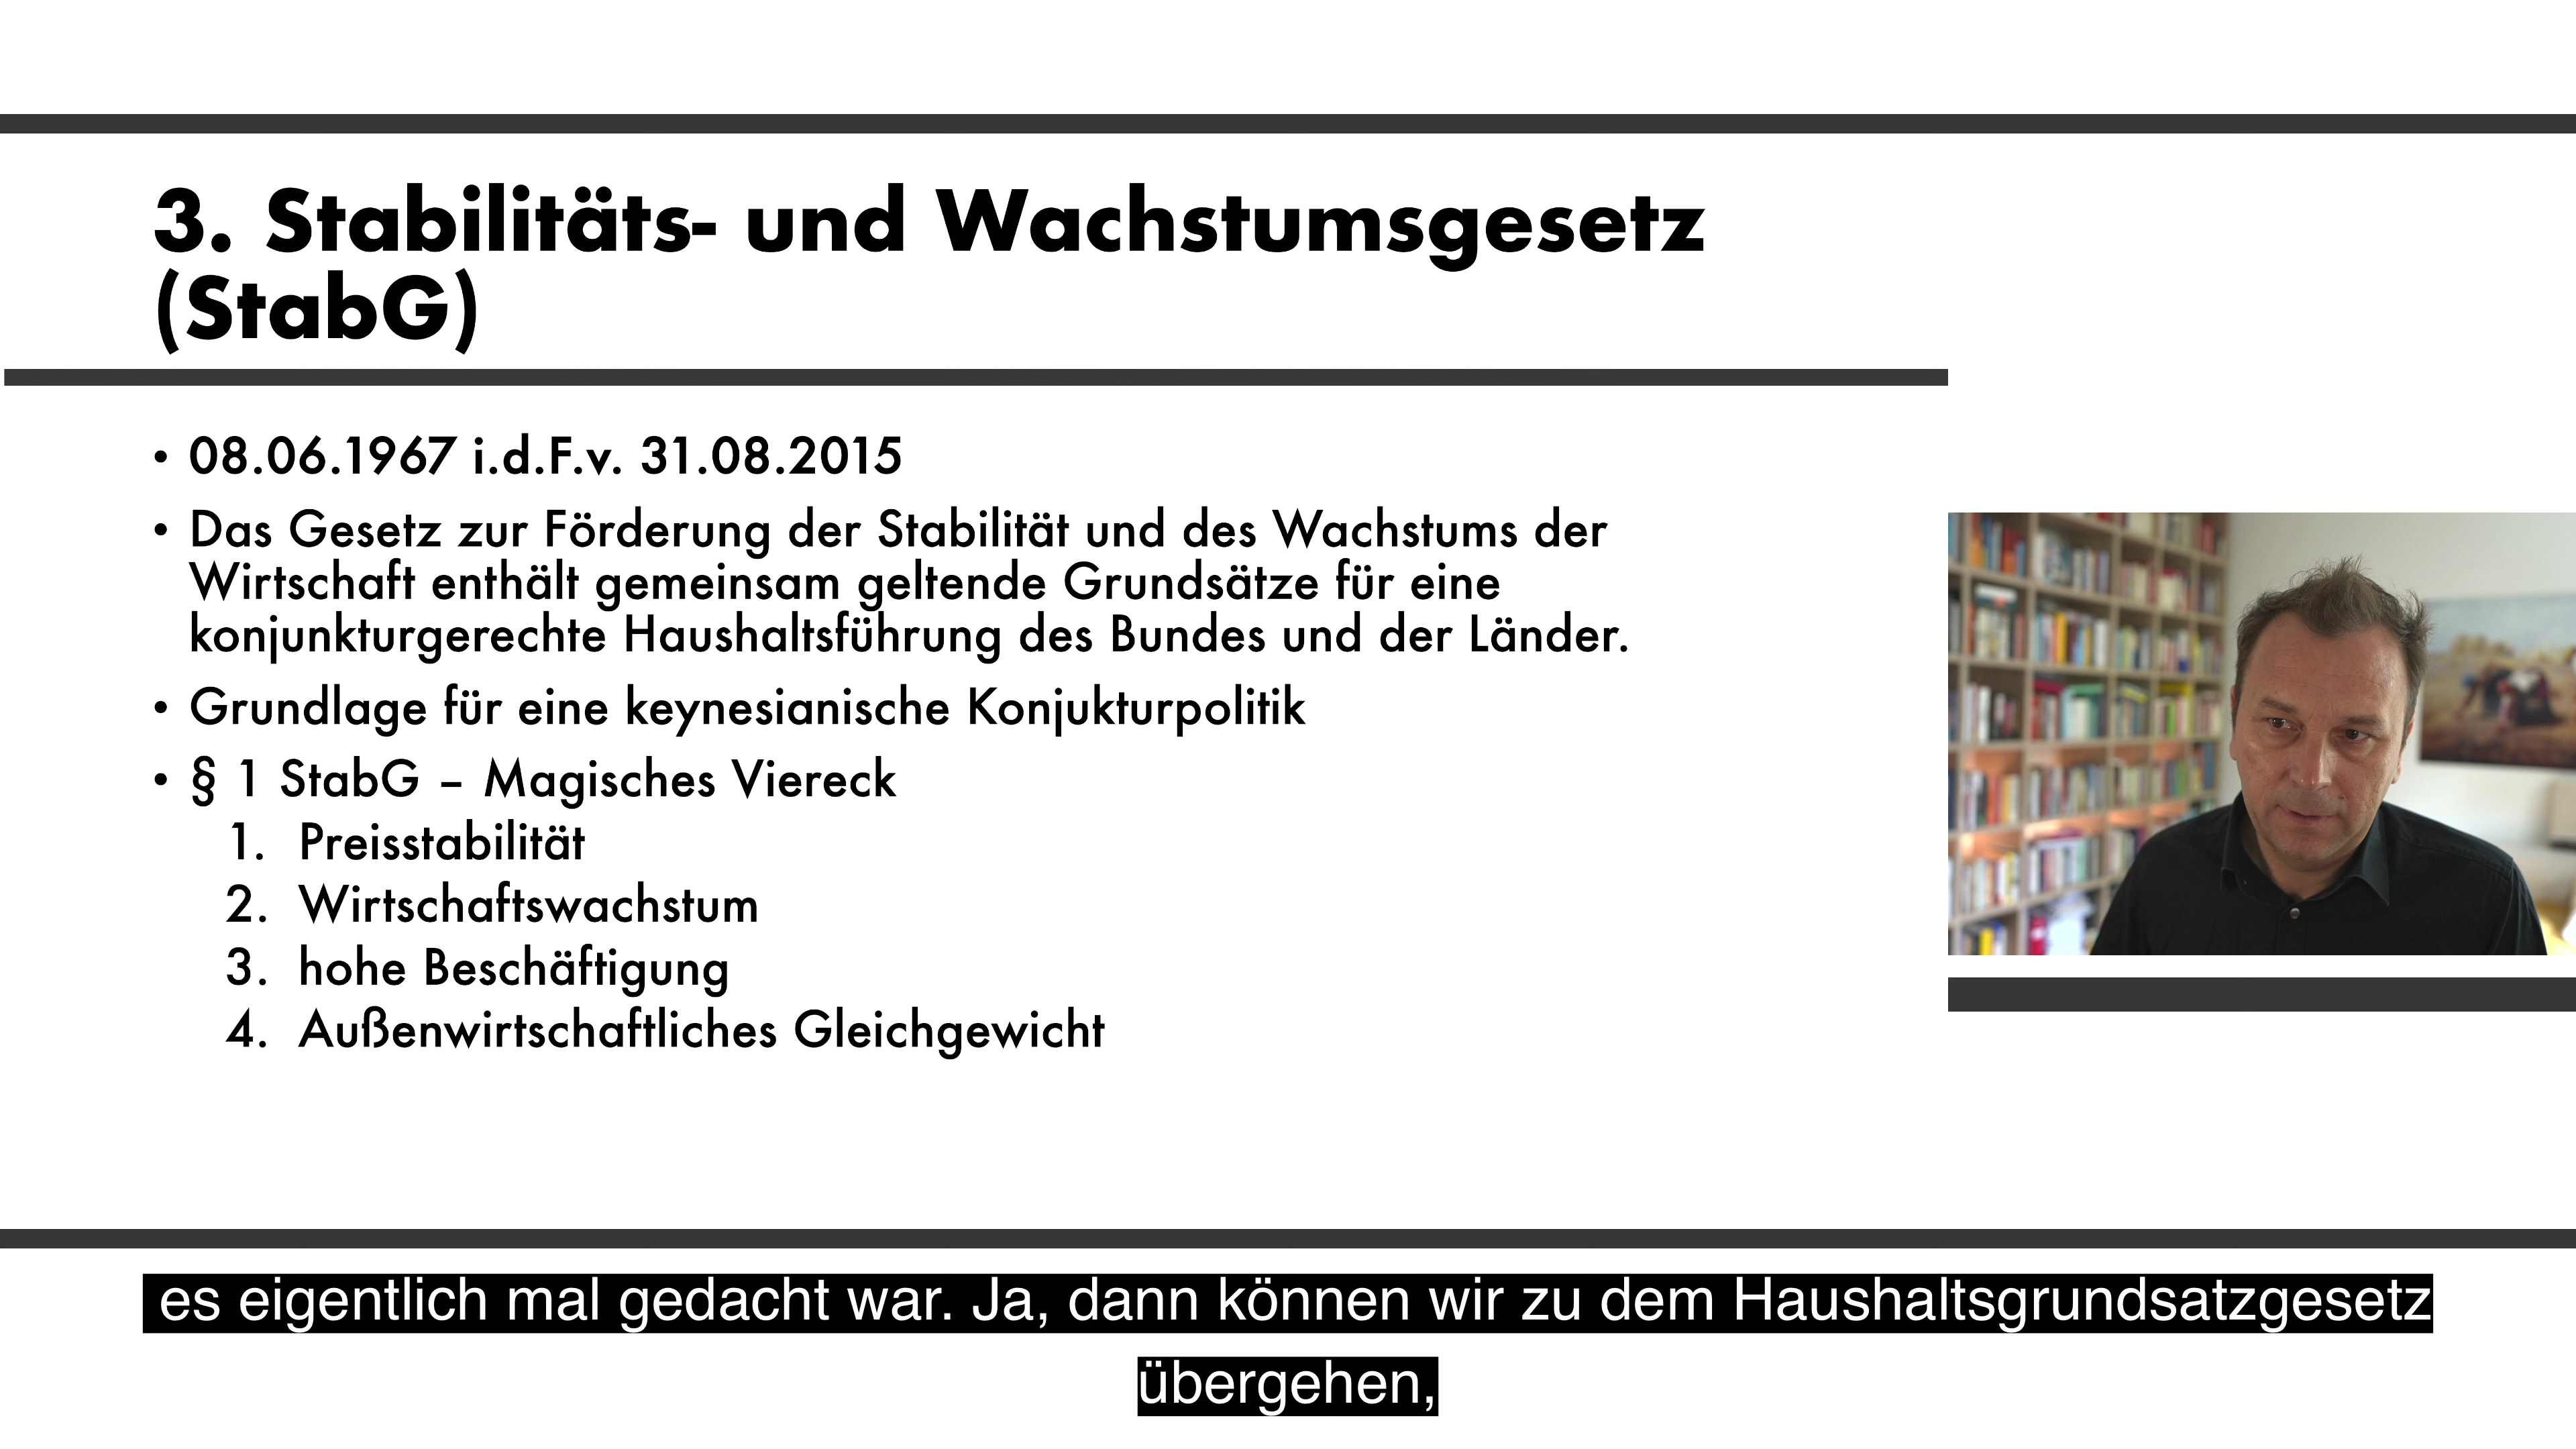 3. Stabilitäts- und Wachstumsgesetz
(StabG)
• 08.06.1967 i.d.F.v. 31.08.2015
• Das Gesetz zur Förderung der Stabilität und des Wachstums der
Wirtschaft enthält gemeinsam geltende Grundsätze für eine
konjunkturgerechte Haushaltsführung des Bundes und der Länder.
• Grundlage für eine keynesianische Konjukturpolitik
• § 1 StabG – Magisches Viereck
1. Preisstabilität
2. Wirtschaftswachstum
3. hohe Beschäftigung
4. Außenwirtschaftliches Gleichgewicht
es eigentlich mal gedacht war. Ja, dann können wir zu dem Haushaltsgrundsatzgesetz
übergehen,